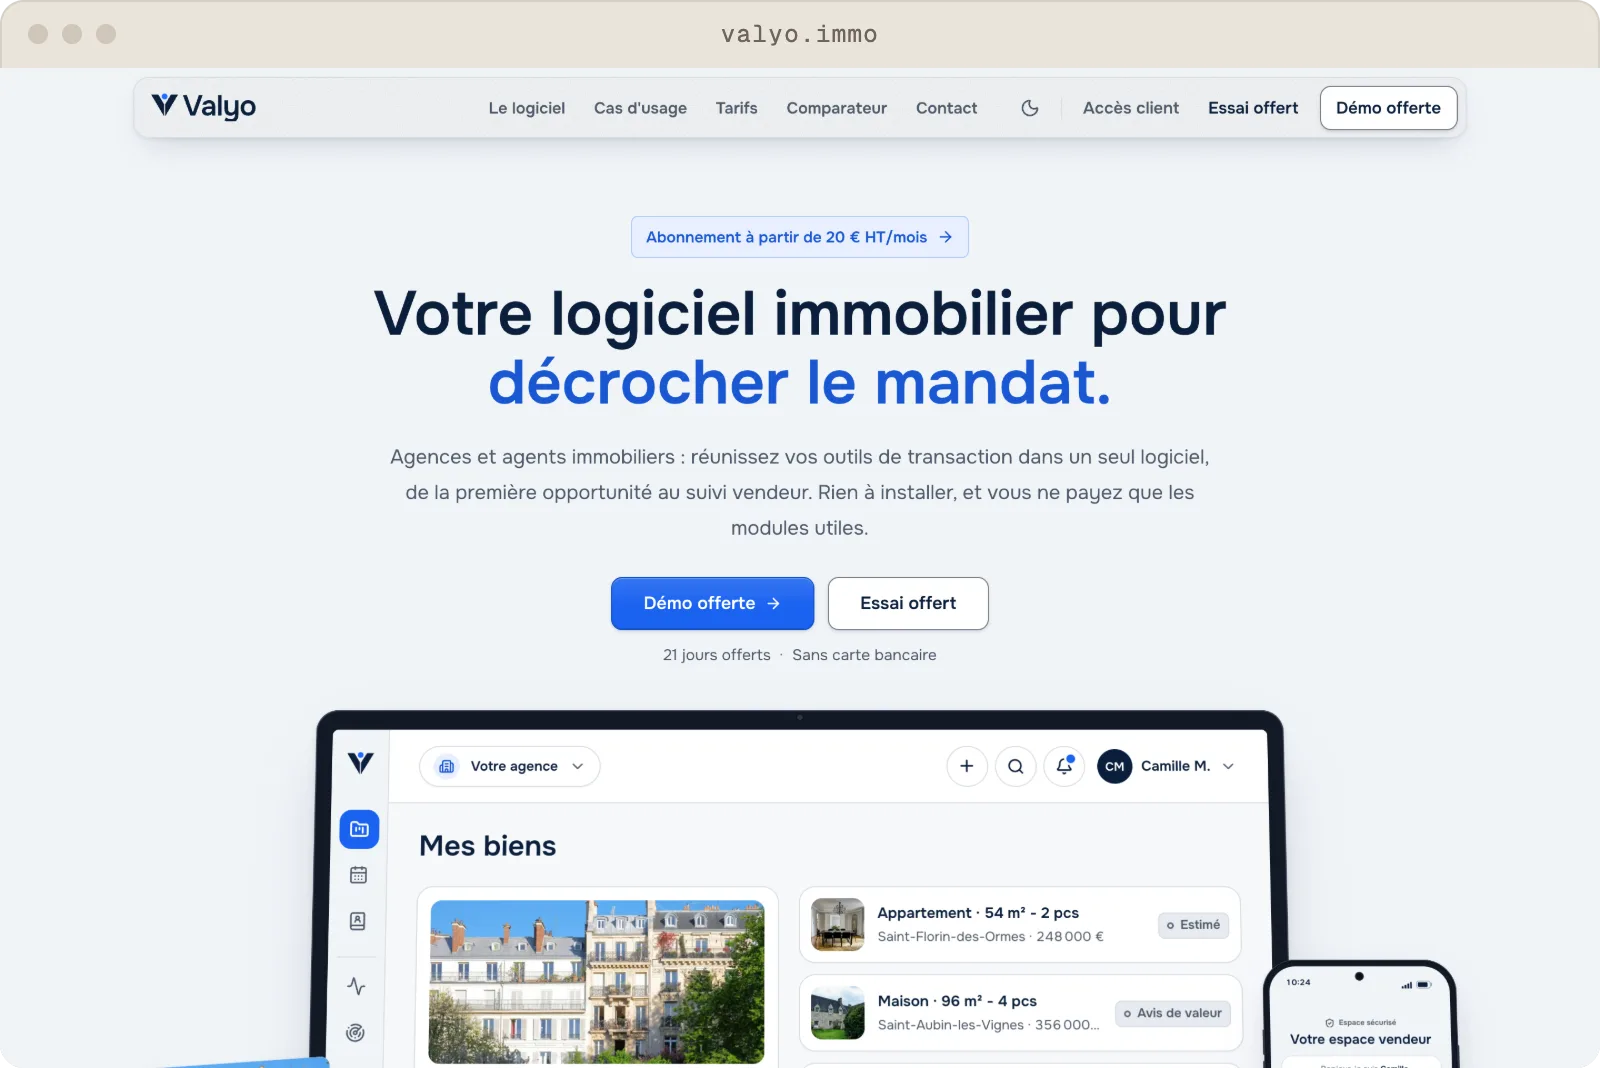 valyo.immo
Valyo
Le logiciel
Cas d'usage
Tarifs
Comparateur
Contact
Accès client
Essai offert
Démo offerte
Abonnement à partir de 20 € HT/mois
Votre logiciel immobilier pour
décrocher le mandat.
Agences et agents immobiliers : réunissez vos outils de transaction dans un seul logiciel,
de la première opportunité au suivi vendeur. Rien à installer, et vous ne payez que les
modules utiles.
Démo offerte
Essai offert
21 jours offerts · Sans carte bancaire
Votre agence
CM
Camille M.
Mes biens
Appartement · 54 m² - 2 pcs
Saint-Florin-des-Ormes · 248 000 €
Estimé
Maison · 96 m² - 4 pcs
Saint-Aubin-les-Vignes · 356 000...
Avis de valeur
10:24
Espace sécurisé
Votre espace vendeur